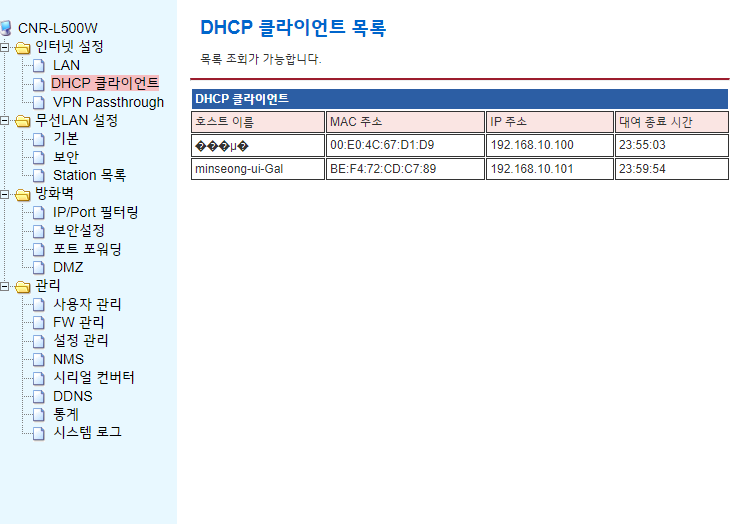 CNR-L500W
인터넷 설정
LAN
DHCP 클라이언트
VPN Passthrough
무선LAN 설정
기본
보안
Station 목록
방화벽
IP/Port 필터링
보안설정
포트 포워딩
DMZ
관리
사용자 관리
FW 관리
설정 관리
NMS
시리얼 컨버터
DDNS
통계
시스템 로그
DHCP 클라이언트 목록
목록 조회가 가능합니다.
DHCP 클라이언트
호스트 이름 MAC 주소 IP 주소 대여 종료 시간
���µ� 00:E0:4C:67:D1:D9 192.168.10.100 23:55:03
minseong-ui-Gal BE:F4:72:CD:C7:89 192.168.10.101 23:59:54